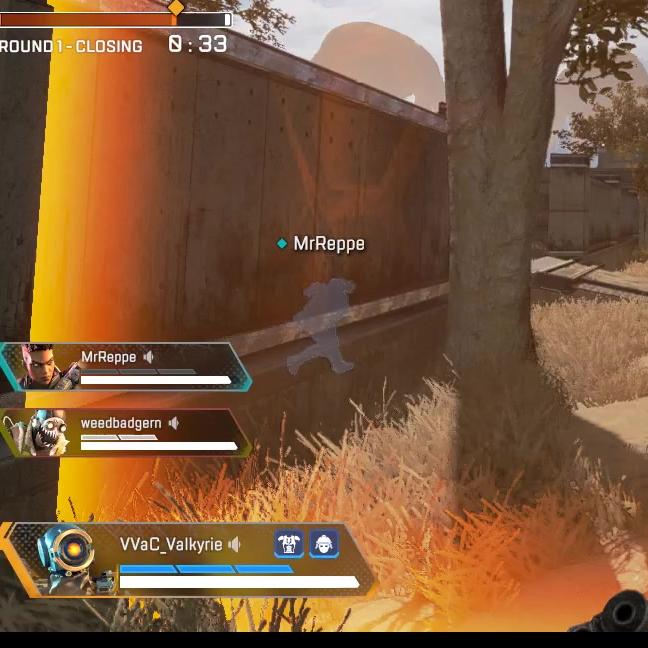 ROUND 1 - CLOSING 0:33
MrReppe
MrReppe
weedbadgern
VVaC_Valkyrie